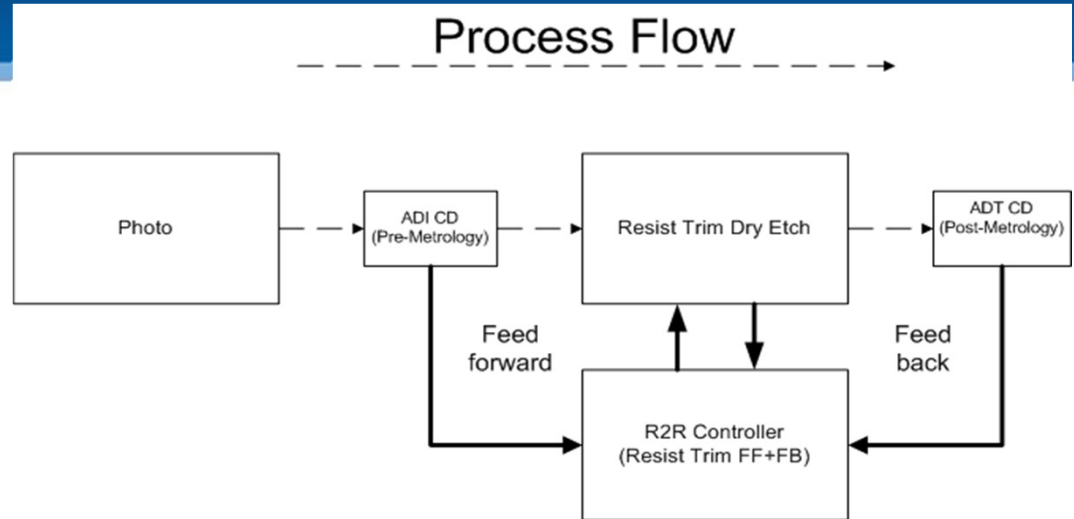 Process Flow
Photo
ADI CD
(Pre-Metrology)
Resist Trim Dry Etch
ADT CD
(Post-Metrology)
Feed
forward
Feed
back
R2R Controller
(Resist Trim FF+FB)